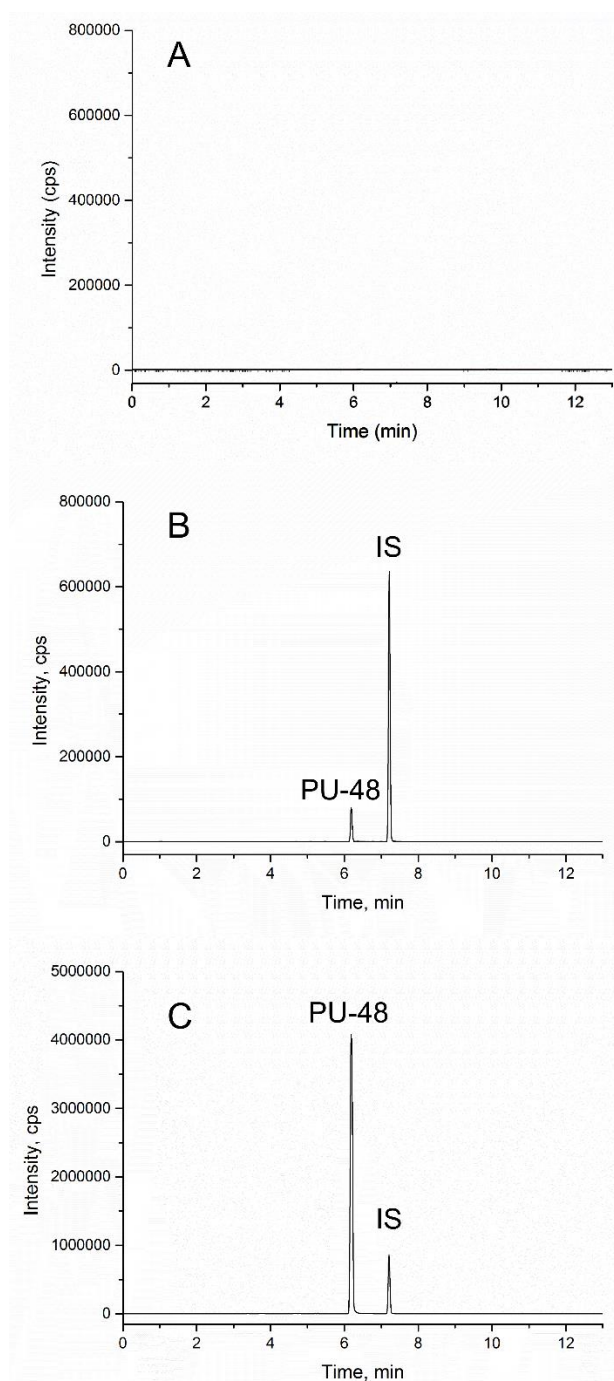 A
800000
600000
400000
200000
0
Intensity (cps)
0 2 4 6 8 10 12
Time (min)
B
800000
600000
400000
200000
0
Intensity, cps
IS
PU-48
0 2 4 6 8 10 12
Time, min
C
5000000
4000000
3000000
2000000
1000000
0
Intensity, cps
PU-48
IS
0 2 4 6 8 10 12
Time, min